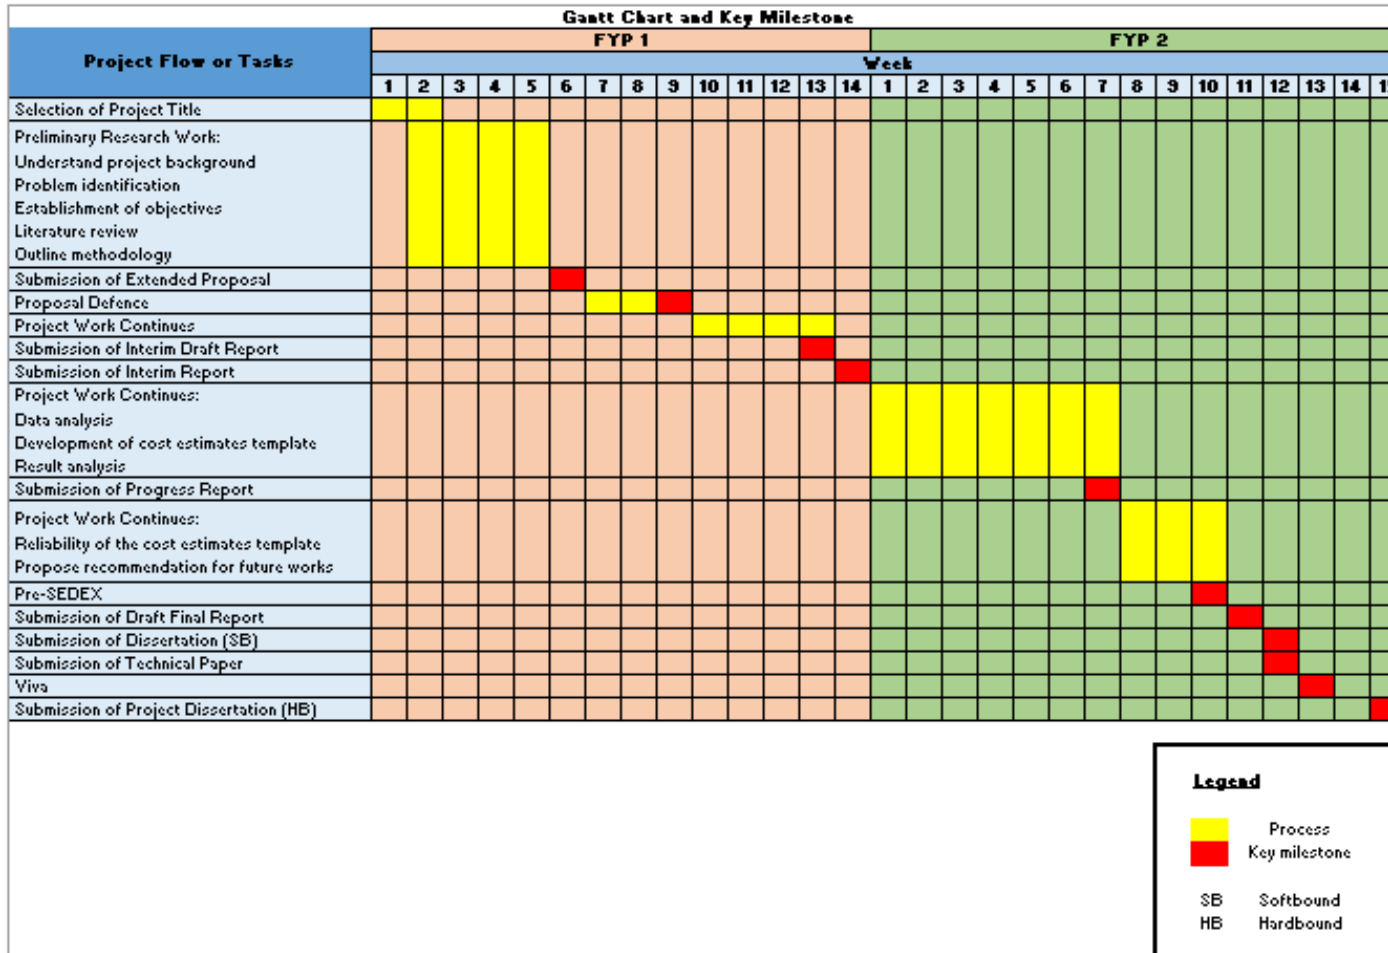 Gantt Chart and Key Milestone
Project Flow or Tasks
FYP 1 FYP 2
Week
1 2 3 4 5 6 7 8 9 10 11 12 13 14 1 2 3 4 5 6 7 8 9 10 11 12 13 14
Selection of Project Title
Preliminary Research Work:
Understand project background
Problem identification
Establishment of objectives
Literature review
Outline methodology
Submission of Extended Proposal
Proposal Defence
Project Work Continues
Submission of Interim Draft Report
Submission of Interim Report
Project Work Continues:
Data analysis
Development of cost estimates template
Result analysis
Submission of Progress Report
Project Work Continues:
Reliability of the cost estimates template
Propose recommendation for future works
Pre-SEDEX
Submission of Draft Final Report
Submission of Dissertation (SB)
Submission of Technical Paper
Viva
Submission of Project Dissertation (HB)
Legend
Process
Key milestone
SB Softbound
HB Hardbound